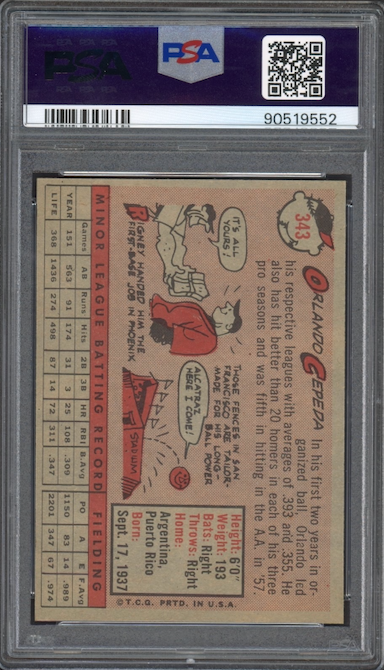 PSA PSA
90519552
343
ORLANDO CEPEDA In his first two years in or-
ganized ball, Orlando led
his respective leagues with averages of .393 and .355. He
also has hit better than 20 homers in each of his three
pro seasons and was fifth in hitting in the A.A. in '57.
IT'S ALL
YOURS!
RIGNEY HANDED HIM THE
FIRST-BASE JOB IN PHOENIX.
THOSE FENCES IN SAN
FRANCISCO ARE TAILOR-
MADE FOR HIS LONG-
BALL POWER
ALCATRAZ,
HERE I COME!
STADIUM
Height: 6'0"
Weight: 193
Bats: Right
Throws: Right
Home:
Argentina,
Puerto Rico
Born:
Sept. 17, 1937
© T.C.G. PRTD. IN U.S.A.
MINOR LEAGUE BATTING RECORD FIELDING
Games AB Runs Hits 2B 3B HR RBI B.Avg PO A E F.Avg
YEAR 151 563 91 174 31 3 25 108 .309 1150 83 14 .989
LIFE 368 1436 274 498 87 14 72 311 .347 2201 347 67 .974